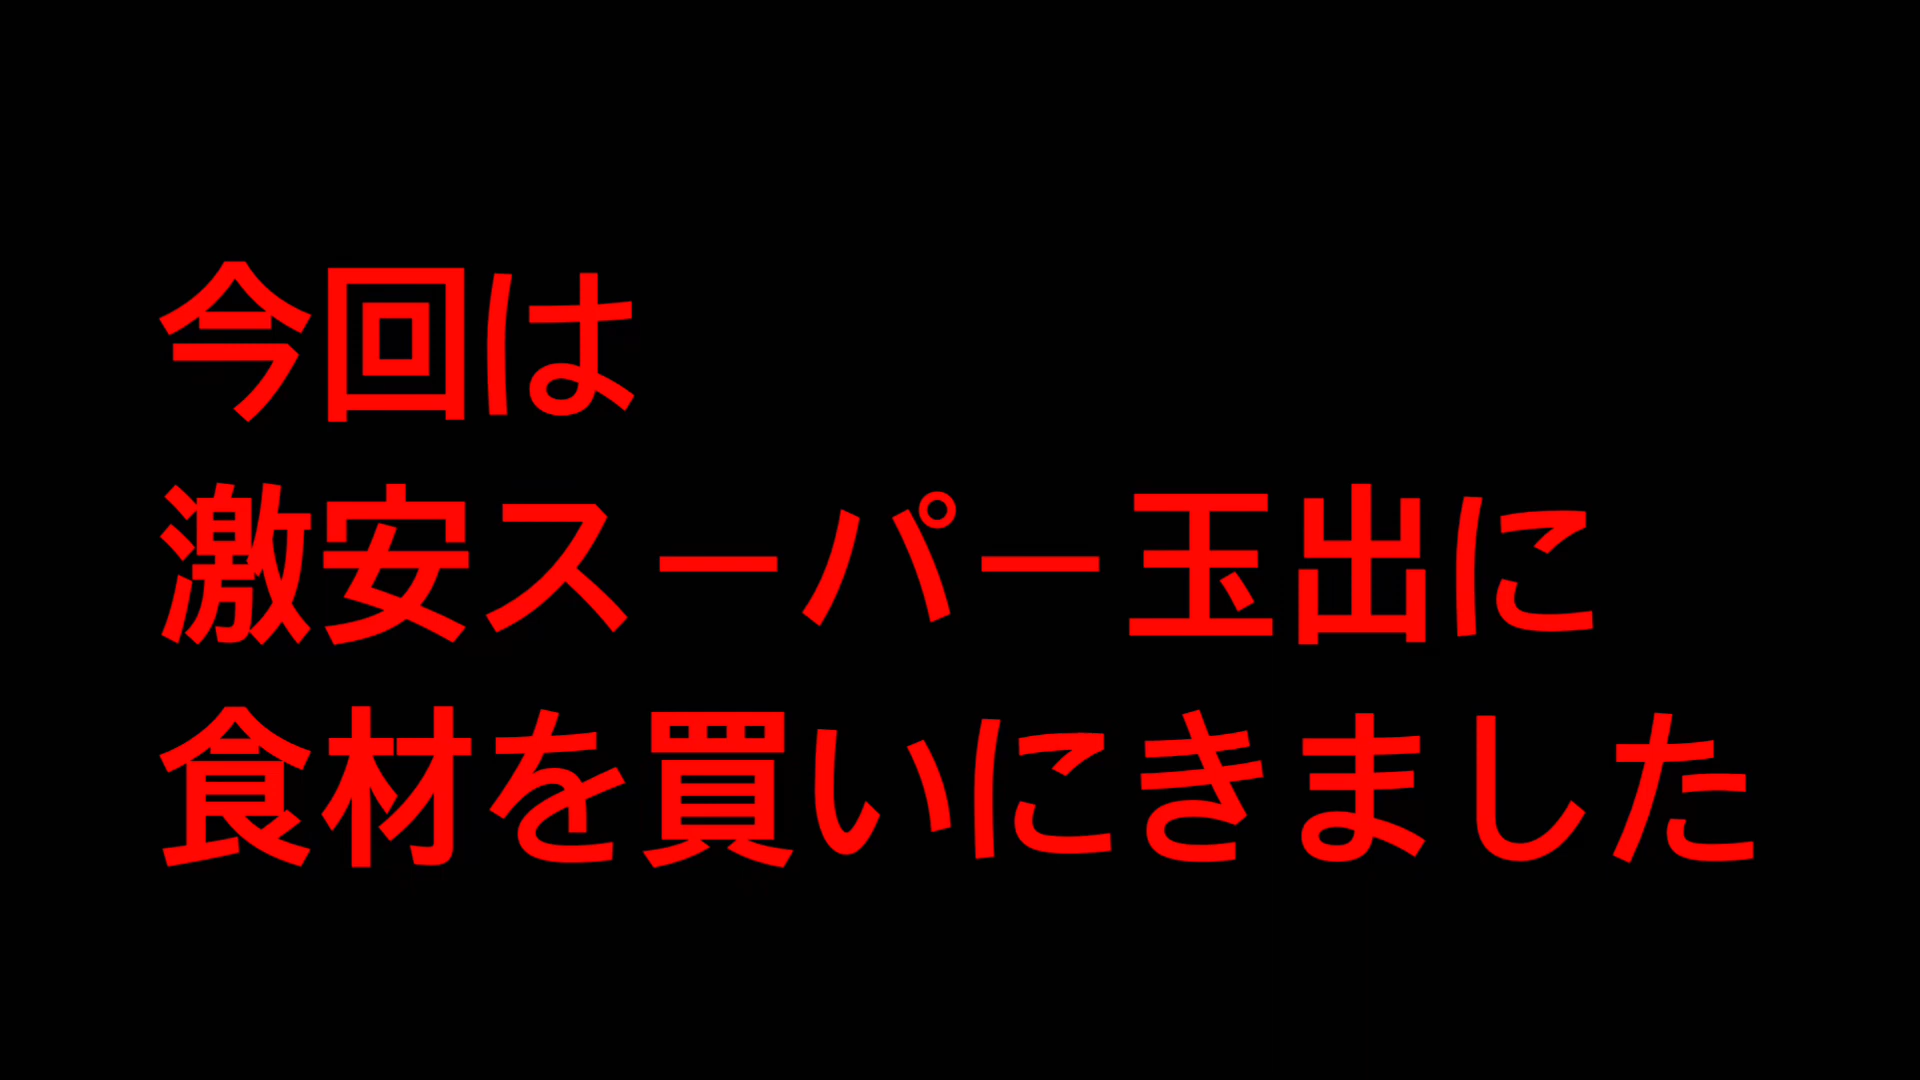 今回は
激安スーパー玉出に
食材を買いにきました